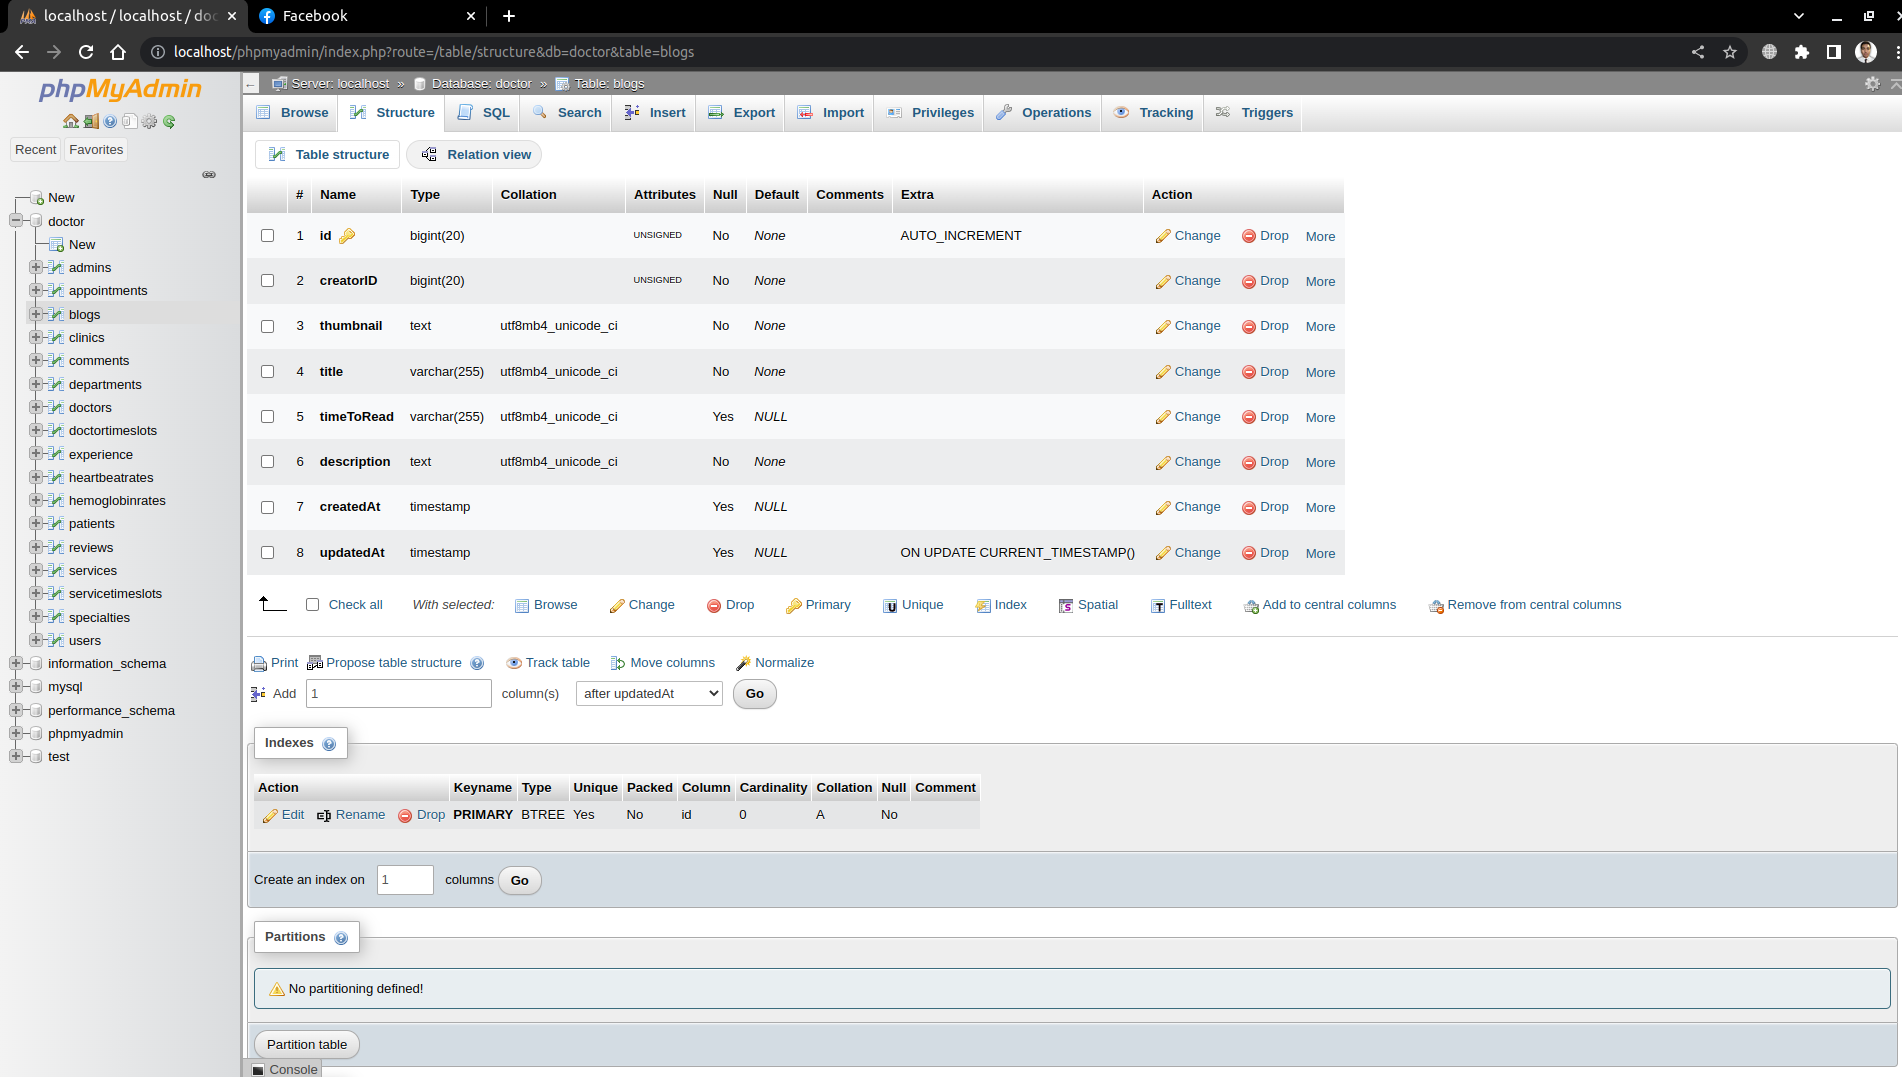 localhost / localhost / doc
Facebook
localhost/phpmyadmin/index.php?route=/table/structure&db=doctor&table=blogs
phpMyAdmin
Recent Favorites
New
doctor
New
admins
appointments
blogs
clinics
comments
departments
doctors
doctortimeslots
experience
heartbeatrates
hemoglobinrates
patients
reviews
services
servicetimeslots
specialties
users
information_schema
mysql
performance_schema
phpmyadmin
test
Server: localhost » Database: doctor » Table: blogs
Browse Structure SQL Search Insert Export Import Privileges Operations Tracking Triggers
Table structure Relation view
# Name Type Collation Attributes Null Default Comments Extra Action
1 id bigint(20) UNSIGNED No None AUTO_INCREMENT Change Drop More
2 creatorID bigint(20) UNSIGNED No None Change Drop More
3 thumbnail text utf8mb4_unicode_ci No None Change Drop More
4 title varchar(255) utf8mb4_unicode_ci No None Change Drop More
5 timeToRead varchar(255) utf8mb4_unicode_ci Yes NULL Change Drop More
6 description text utf8mb4_unicode_ci No None Change Drop More
7 createdAt timestamp Yes NULL Change Drop More
8 updatedAt timestamp Yes NULL ON UPDATE CURRENT_TIMESTAMP() Change Drop More
Check all With selected: Browse Change Drop Primary Unique Index Spatial Fulltext Add to central columns Remove from central columns
Print Propose table structure Track table Move columns Normalize
Add 1 column(s) after updatedAt Go
Indexes
Action Keyname Type Unique Packed Column Cardinality Collation Null Comment
Edit Rename Drop PRIMARY BTREE Yes No id 0 A No
Create an index on 1 columns Go
Partitions
No partitioning defined!
Partition table
Console